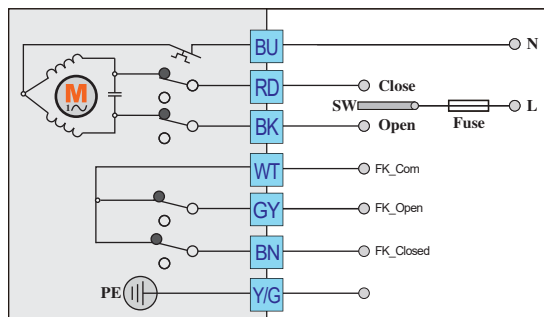 BU N
RD Close
M
1
SW L
BK Open Fuse
WT FK_Com
GY FK_Open
BN FK_Closed
PE Y/G